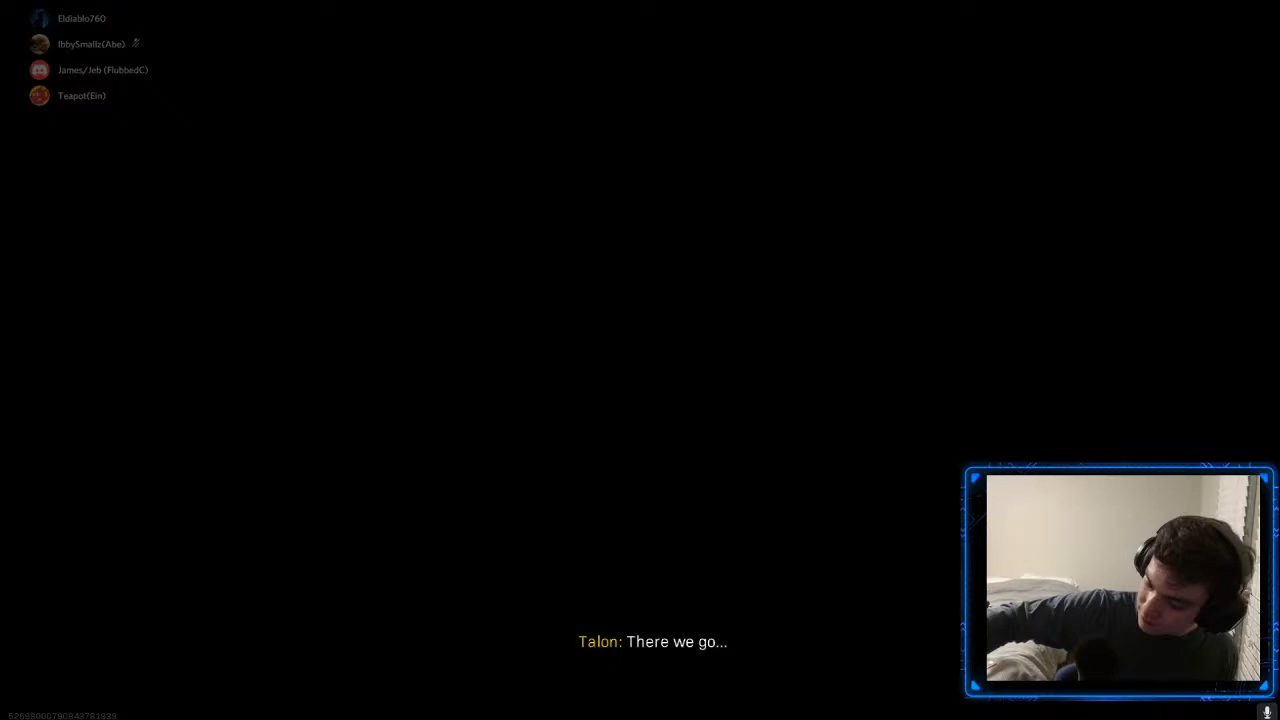 Eldiablo760
IbbySmallz(Abe)
James/Jeb (FlubbedC)
Teapot(Ein)
Talon: There we go...